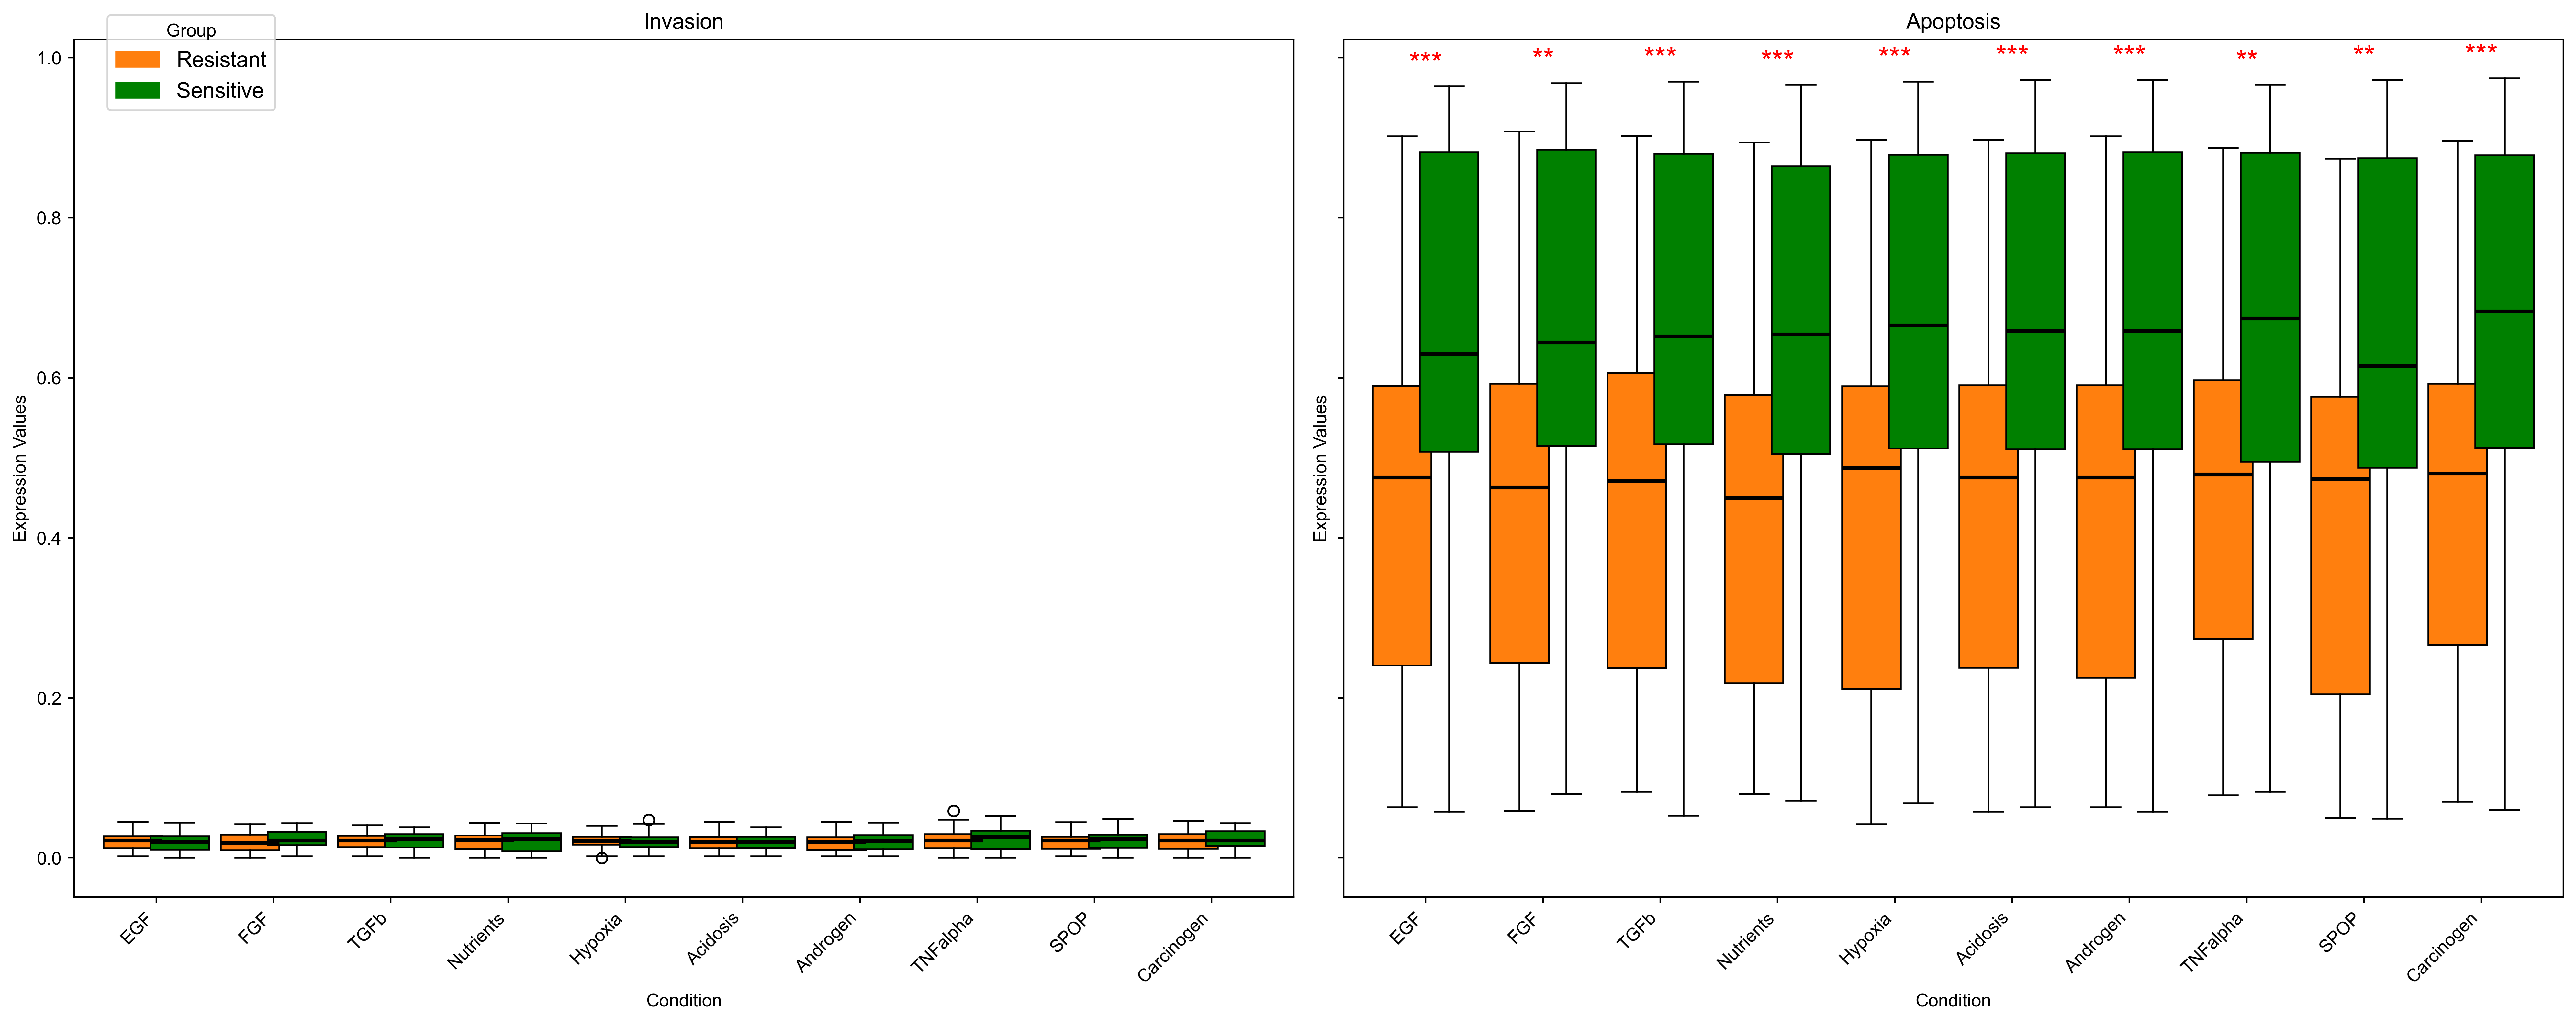 Invasion
Group
Resistant
Sensitive
1.0
0.8
0.6
0.4
0.2
0.0
Expression Values
EGF
FGF
TGFb
Nutrients
Hypoxia
Acidosis
Androgen
TNFalpha
SPOP
Carcinogen
Condition
Apoptosis
*** ** *** *** *** *** *** ** ** ***
Expression Values
EGF
FGF
TGFb
Nutrients
Hypoxia
Acidosis
Androgen
TNFalpha
SPOP
Carcinogen
Condition